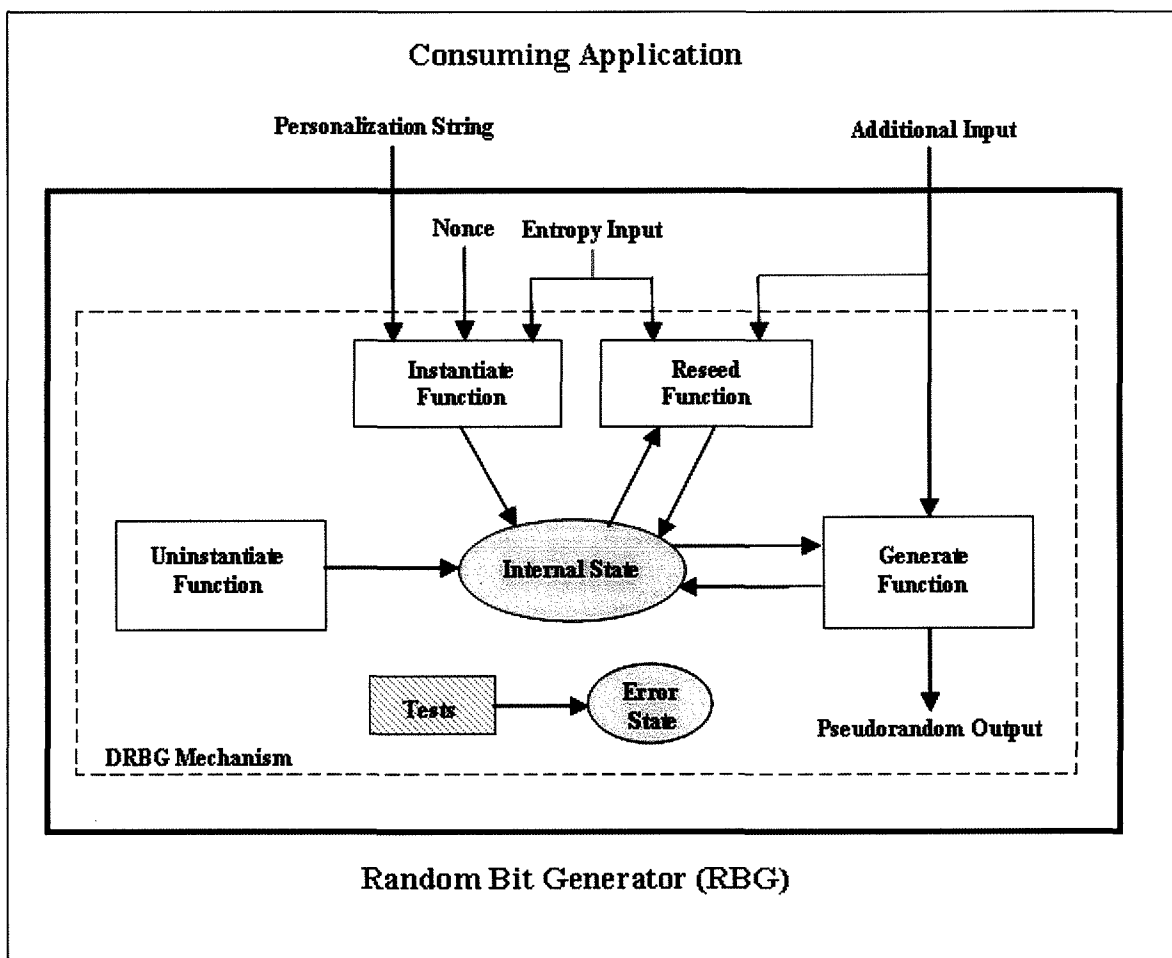 Consuming Application
Personalization String
Additional Input
Nonce
Entropy Input
Instantiate
Function
Reseed
Function
Uninstantiate
Function
Internal State
Generate
Function
Tests
Error
State
Pseudorandom Output
DRBG Mechanism
Random Bit Generator (RBG)